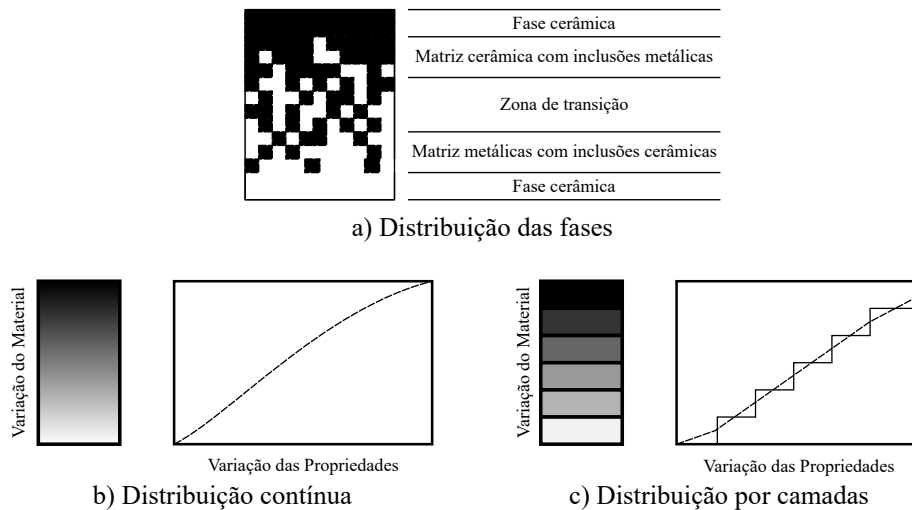 Fase cerâmica
Matriz cerâmica com inclusões metálicas
Zona de transição
Matriz metálicas com inclusões cerâmicas
Fase cerâmica
a) Distribuição das fases
Variação do Material
Variação das Propriedades
b) Distribuição contínua
Variação do Material
Variação das Propriedades
c) Distribuição por camadas